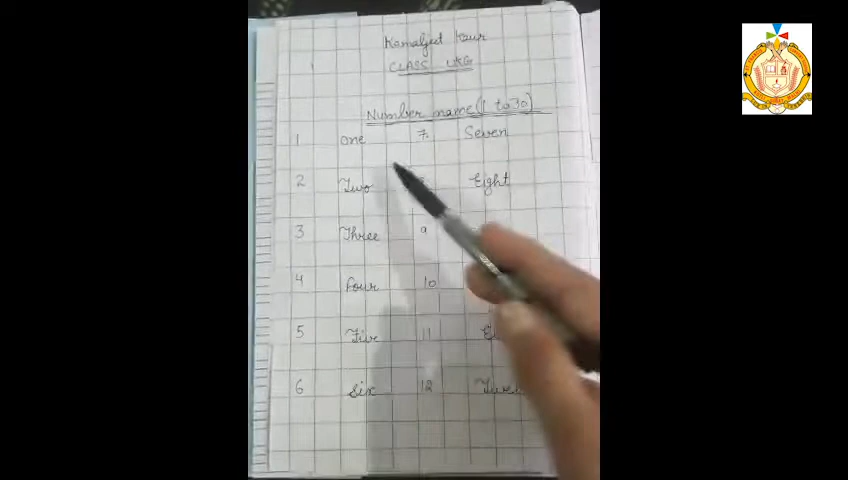 Kamaljeet Kaur
CLASS UKG
Number name (1 to 30)
1 one 7. Seven
2 Two Eight
3 Three 9
4 four 10
5 Five 11
6 Six 12